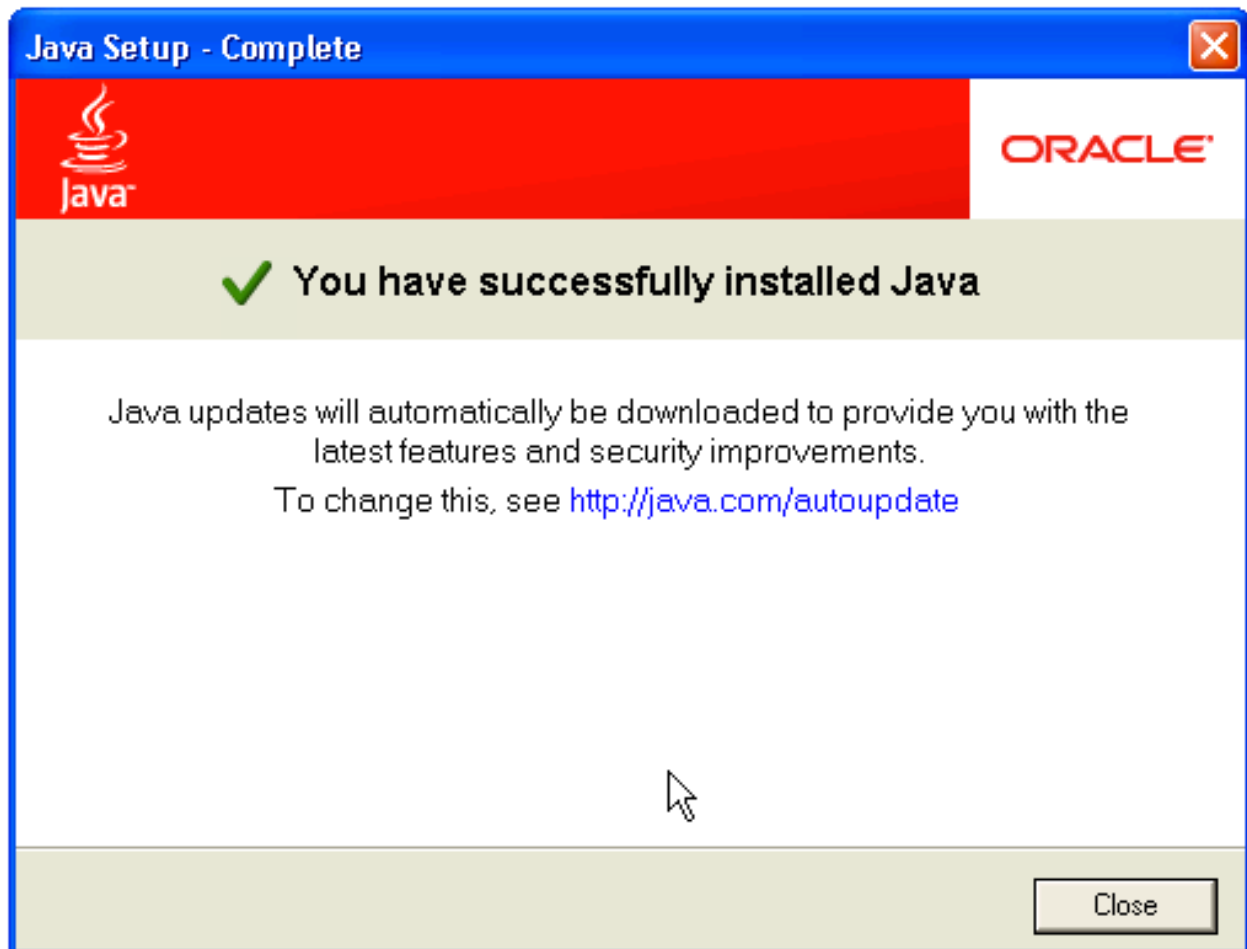 Java Setup - Complete
Java™
ORACLE®
You have successfully installed Java
Java updates will automatically be downloaded to provide you with the
latest features and security improvements.
To change this, see http://java.com/autoupdate
Close